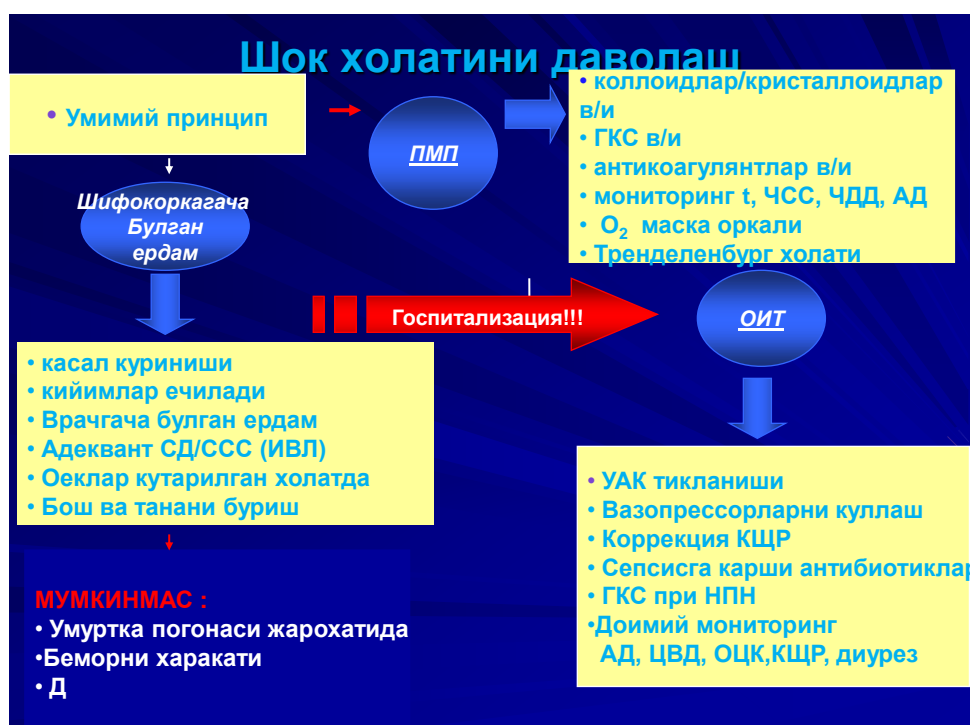 Шок холатини даволаш
• Умимий принцип
ПМП
• коллоидлар/кристаллоидлар
в/и
• ГКС в/и
• антикоагулянтлар в/и
• мониторинг t, ЧСС, ЧДД, АД
• O₂ маска оркали
• Тренделенбург холати
Шифокоркагача
Булган
ердам
Госпитализация!!!
ОИТ
• касал куриниши
• кийимлар ечилади
• Врачгача булган ердам
• Адеквант СД/ССС (ИВЛ)
• Оеклар кутарилган холатда
• Бош ва танани буриш
МУМКИНМАС :
• Умуртка погонаси жарохатида
•Беморни харакати
• Д
• УАК тикланиши
• Вазопрессорларни куллаш
• Коррекция КЩР
• Сепсисга карши антибиотиклар
• ГКС при НПН
•Доимий мониторинг
АД, ЦВД, ОЦК,КЩР, диурез